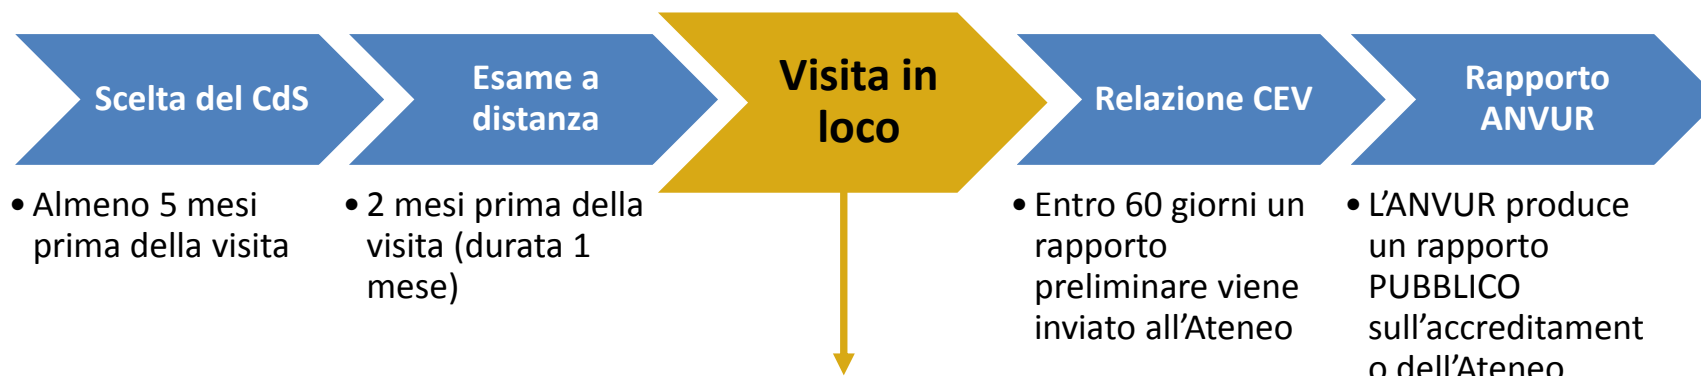 Scelta del CdS
Esame a
distanza
Visita in
loco
Relazione CEV
Rapporto
ANVUR
• Almeno 5 mesi
prima della visita
• 2 mesi prima della
visita (durata 1
mese)
• Entro 60 giorni un
rapporto
preliminare viene
inviato all’Ateneo
• L’ANVUR produce
un rapporto
PUBBLICO
sull’accreditament
o dell’Ateneo